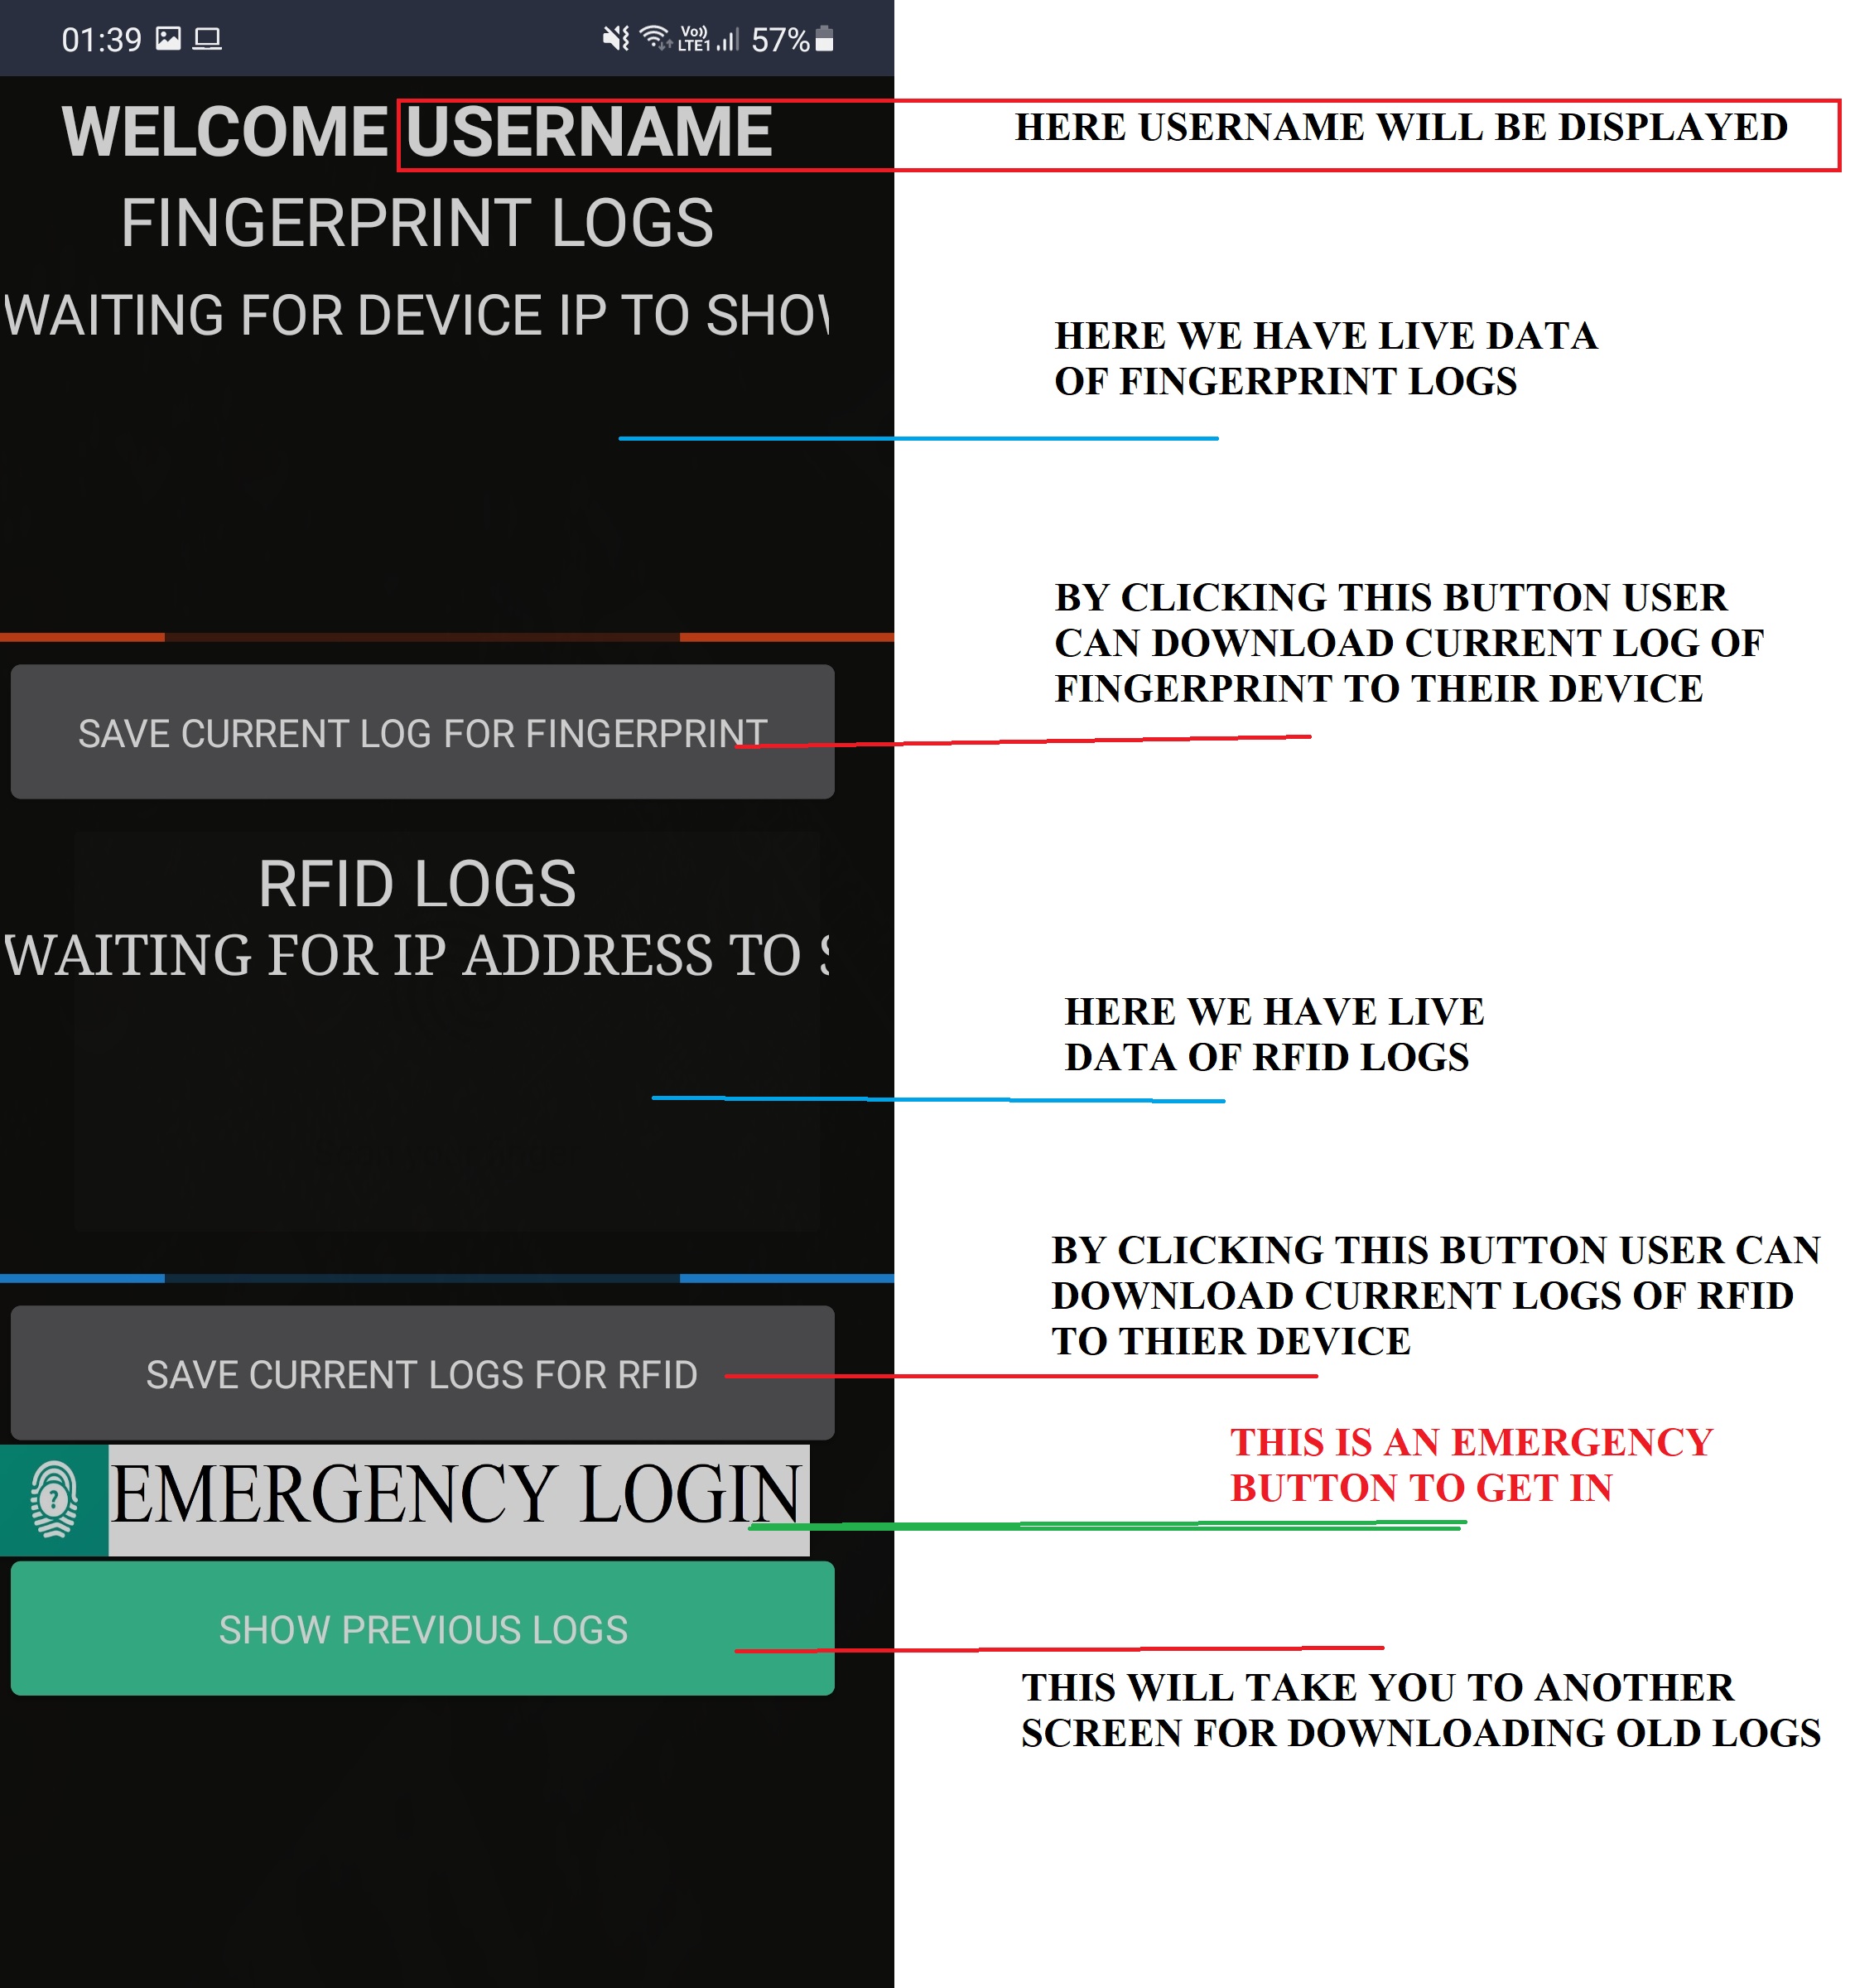 01:39 Vo)) LTE1 57%
WELCOME USERNAME
HERE USERNAME WILL BE DISPLAYED
FINGERPRINT LOGS
WAITING FOR DEVICE IP TO SHOW
HERE WE HAVE LIVE DATA
OF FINGERPRINT LOGS
BY CLICKING THIS BUTTON USER
CAN DOWNLOAD CURRENT LOG OF
FINGERPRINT TO THEIR DEVICE
SAVE CURRENT LOG FOR FINGERPRINT
RFID LOGS
WAITING FOR IP ADDRESS TO S
HERE WE HAVE LIVE
DATA OF RFID LOGS
BY CLICKING THIS BUTTON USER CAN
DOWNLOAD CURRENT LOGS OF RFID
TO THIER DEVICE
SAVE CURRENT LOGS FOR RFID
THIS IS AN EMERGENCY
BUTTON TO GET IN
?
EMERGENCY LOGIN
SHOW PREVIOUS LOGS
THIS WILL TAKE YOU TO ANOTHER
SCREEN FOR DOWNLOADING OLD LOGS